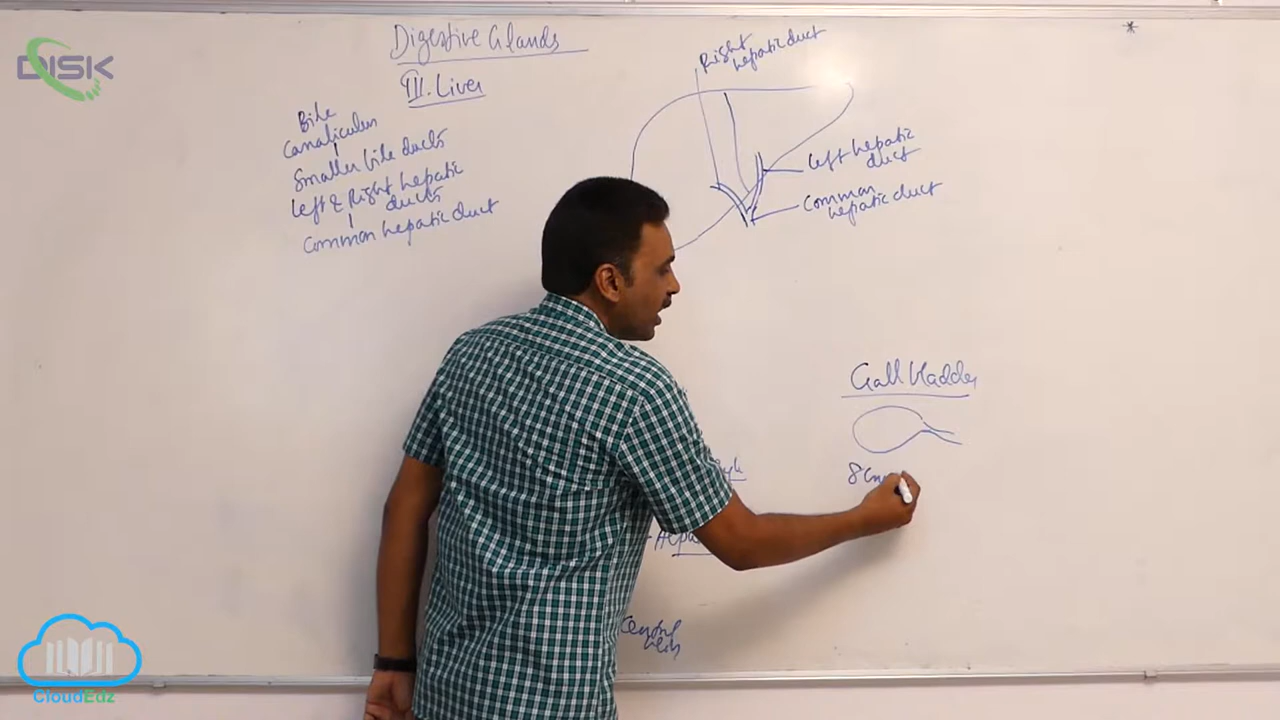 DISK
Digestive Glands
III. Liver
Bile
Canaliculus
Smaller bile ducts
Left & Right hepatic
ducts
Common hepatic duct
Right
hepatic duct
Left hepatic
duct
Common
hepatic duct
Gall bladder
8cm
Central
vein
CloudEdz